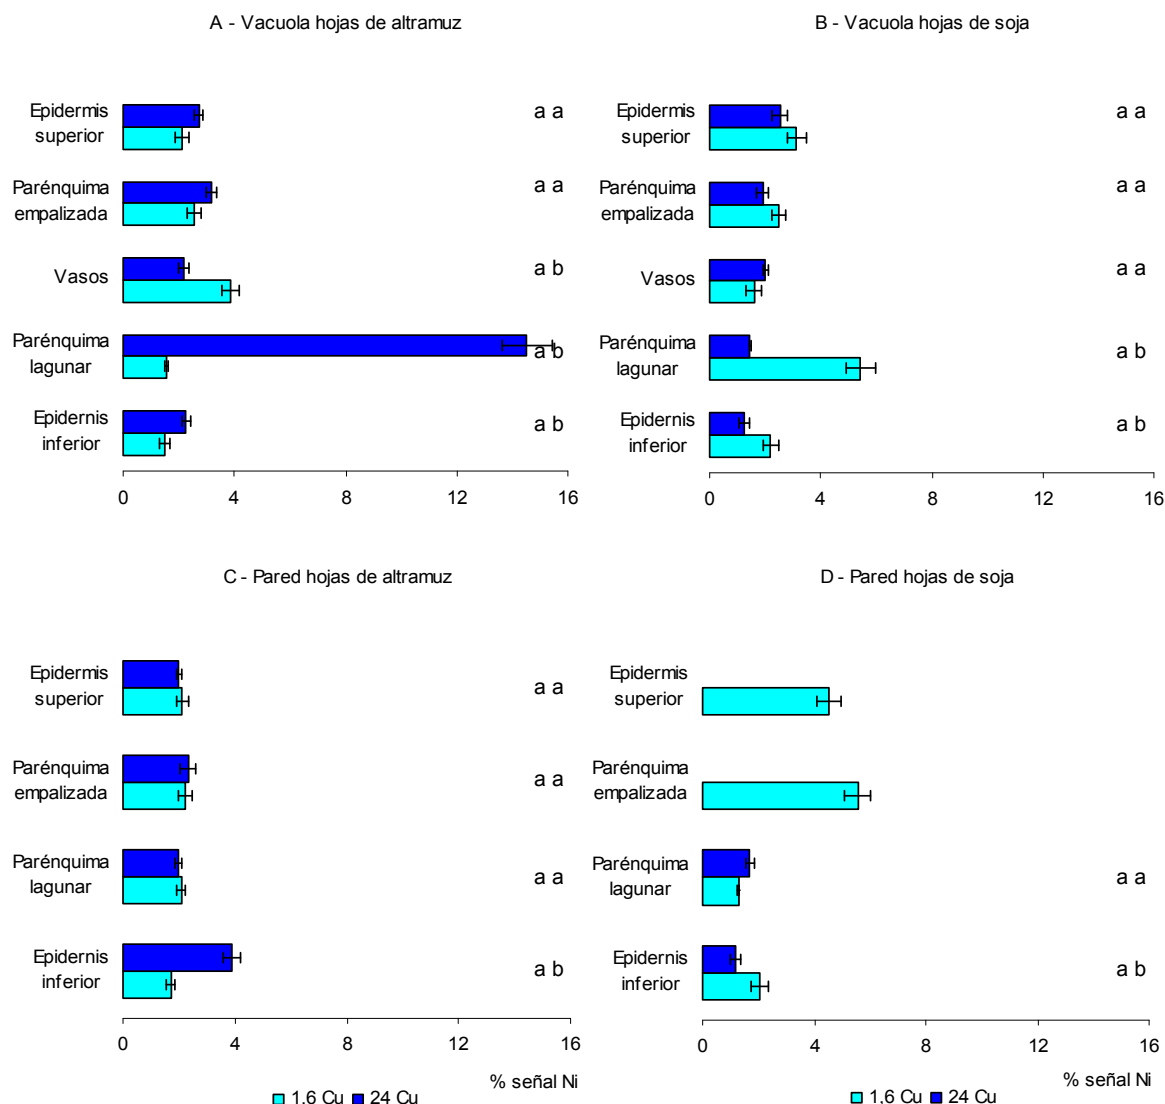 A - Vacuola hojas de altramuz
Epidermis
superior
a a
Parénquima
empalizada
a a
Vasos
a b
Parénquima
lagunar
a b
Epidernis
inferior
a b
0 4 8 12 16
B - Vacuola hojas de soja
Epidermis
superior
a a
Parénquima
empalizada
a a
Vasos
a a
Parénquima
lagunar
a b
Epidernis
inferior
a b
0 4 8 12 16
C - Pared hojas de altramuz
Epidermis
superior
a a
Parénquima
empalizada
a a
Parénquima
lagunar
a a
Epidernis
inferior
a b
0 4 8 12 16
% señal Ni
1,6 Cu 24 Cu
D - Pared hojas de soja
Epidermis
superior
Parénquima
empalizada
Parénquima
lagunar
a a
Epidernis
inferior
a b
0 4 8 12 16
% señal Ni
1,6 Cu 24 Cu